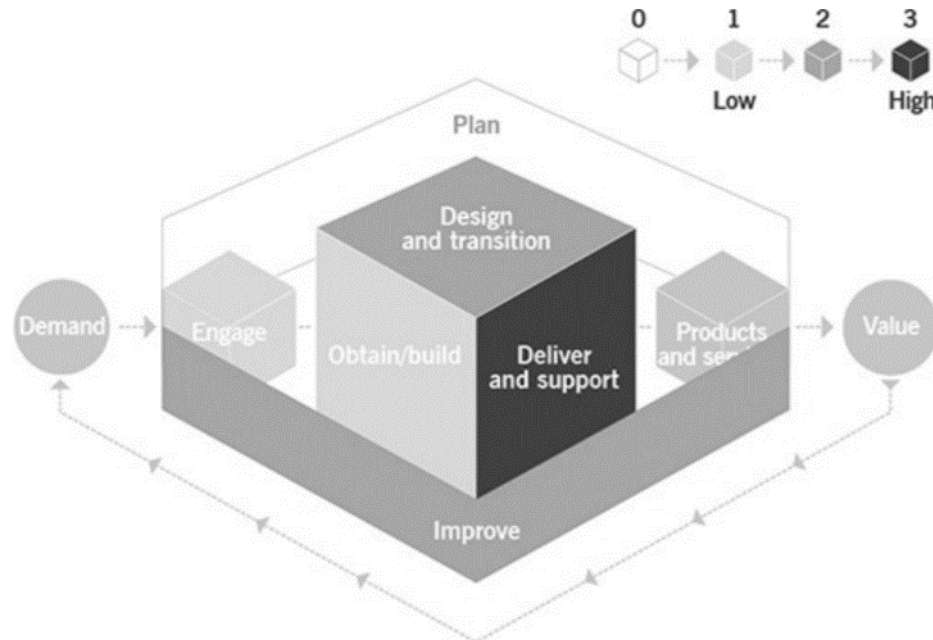 0 1 2 3
Low High
Plan
Design
and transition
Demand
Engage
Obtain/build
Deliver
and support
Products
and
Value
Improve